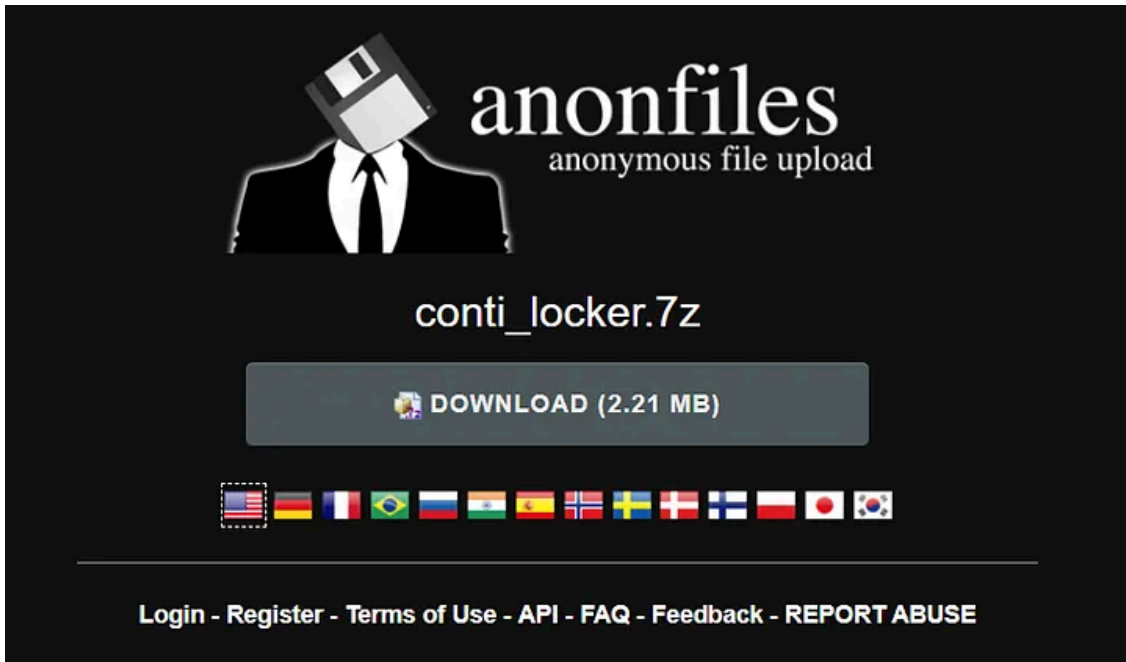 anonfiles
anonymous file upload
conti_locker.7z
DOWNLOAD (2.21 MB)
Login - Register - Terms of Use - API - FAQ - Feedback - REPORT ABUSE